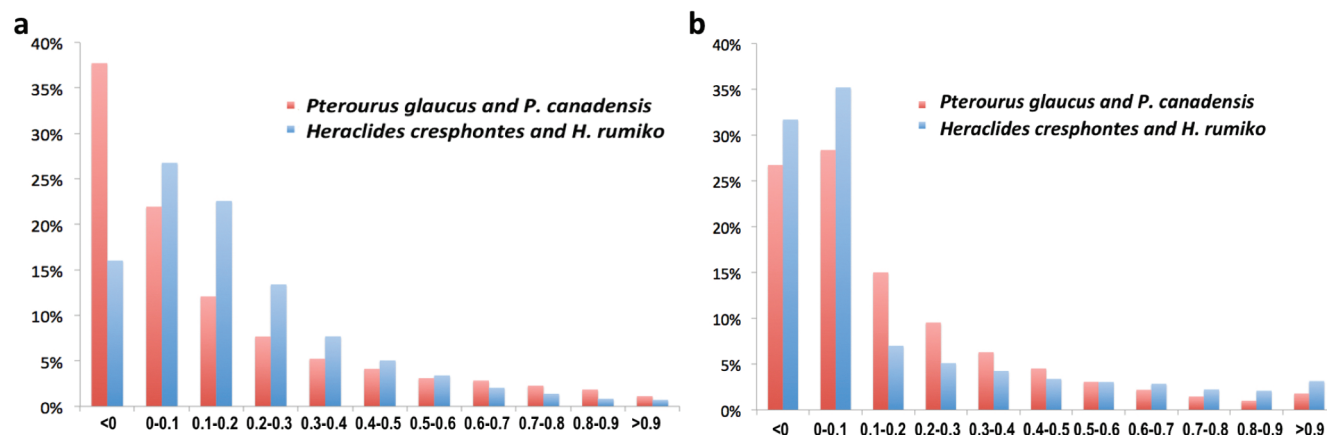 a
40%
35%
30%
25%
20%
15%
10%
5%
0%
Pterourus glaucus and P. canadensis
Heraclides cresphontes and H. rumiko
<0 0-0.1 0.1-0.2 0.2-0.3 0.3-0.4 0.4-0.5 0.5-0.6 0.6-0.7 0.7-0.8 0.8-0.9 >0.9
b
40%
35%
30%
25%
20%
15%
10%
5%
0%
Pterourus glaucus and P. canadensis
Heraclides cresphontes and H. rumiko
<0 0-0.1 0.1-0.2 0.2-0.3 0.3-0.4 0.4-0.5 0.5-0.6 0.6-0.7 0.7-0.8 0.8-0.9 >0.9